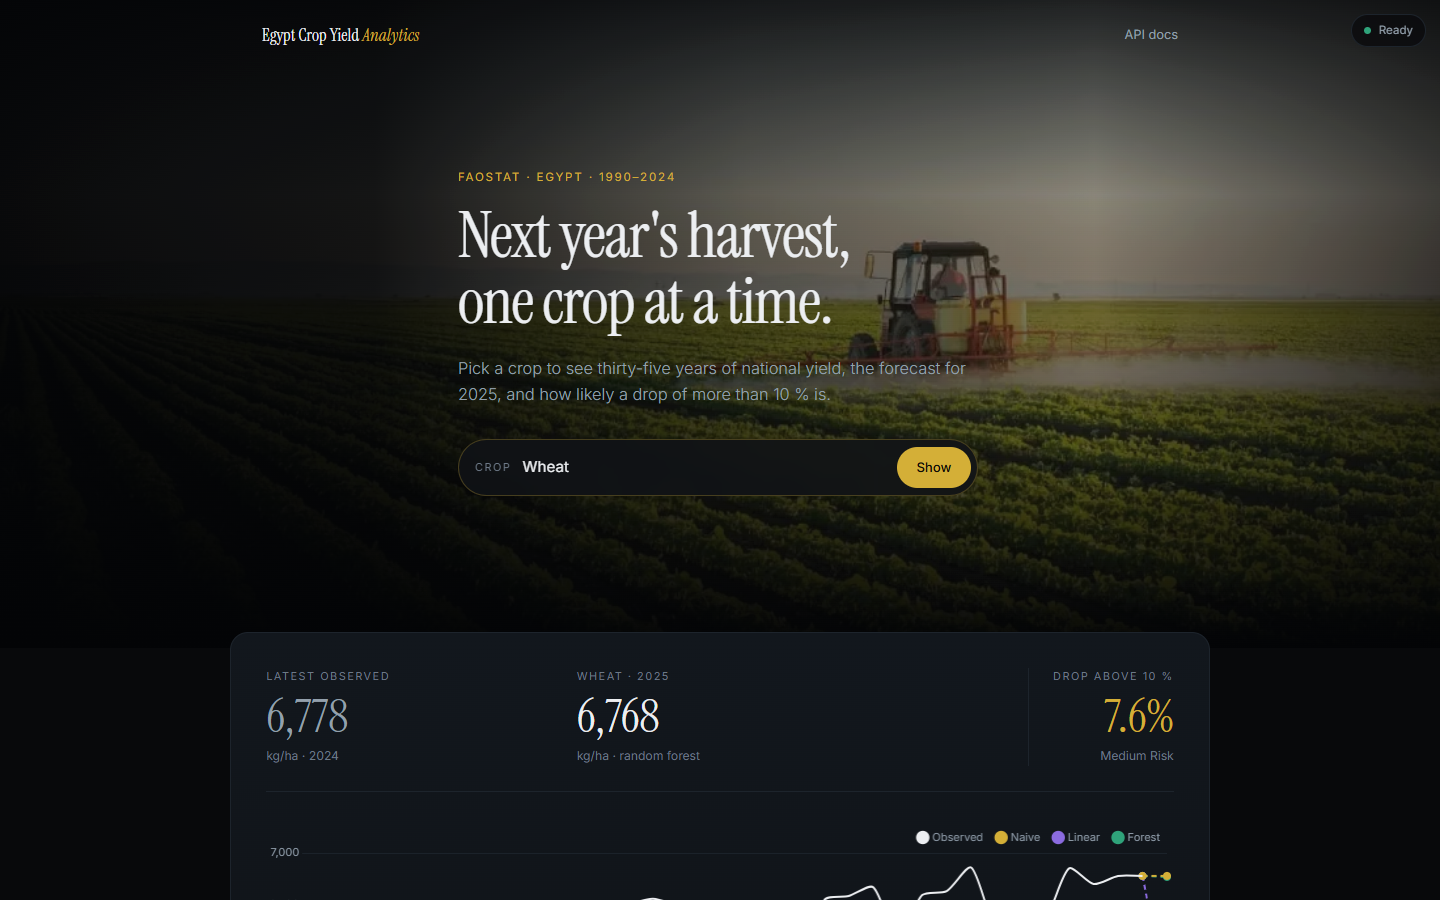 Egypt Crop Yield Analytics
API docs
Ready
FAOSTAT · EGYPT · 1990–2024
Next year's harvest,
one crop at a time.
Pick a crop to see thirty-five years of national yield, the forecast for
2025, and how likely a drop of more than 10 % is.
CROP Wheat
Show
LATEST OBSERVED
6,778
kg/ha · 2024
WHEAT · 2025
6,768
kg/ha · random forest
DROP ABOVE 10 %
7.6%
Medium Risk
Observed Naive Linear Forest
7,000